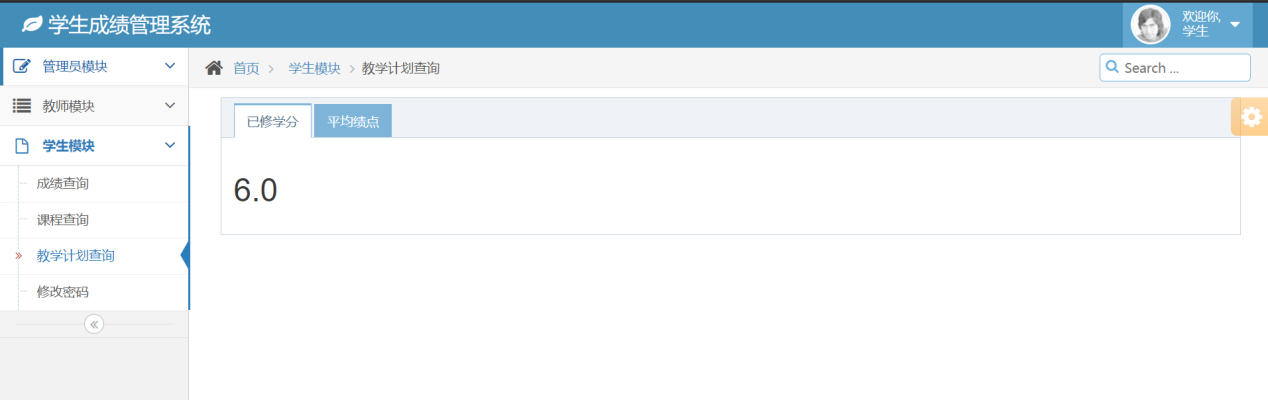 学生成绩管理系统
欢迎你,
学生
管理员模块
教师模块
学生模块
成绩查询
课程查询
教学计划查询
修改密码
首页
学生模块
教学计划查询
Search ...
已修学分
平均绩点
6.0